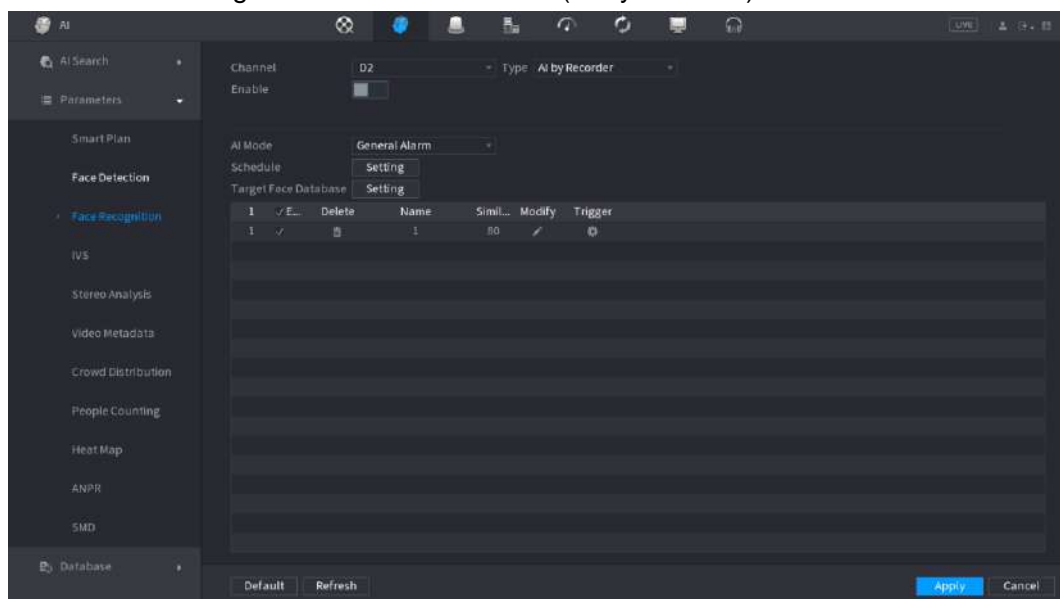 AI
LIVE
AI Search
Parameters
Smart Plan
Face Detection
Face Recognition
IVS
Stereo Analysis
Video Metadata
Crowd Distribution
People Counting
Heat Map
ANPR
SMD
Database
Channel D2 Type AI by Recorder
Enable
AI Mode General Alarm
Schedule Setting
Target Face Database Setting
1 E... Delete Name Simil... Modify Trigger
1 1 80
Default Refresh Apply Cancel